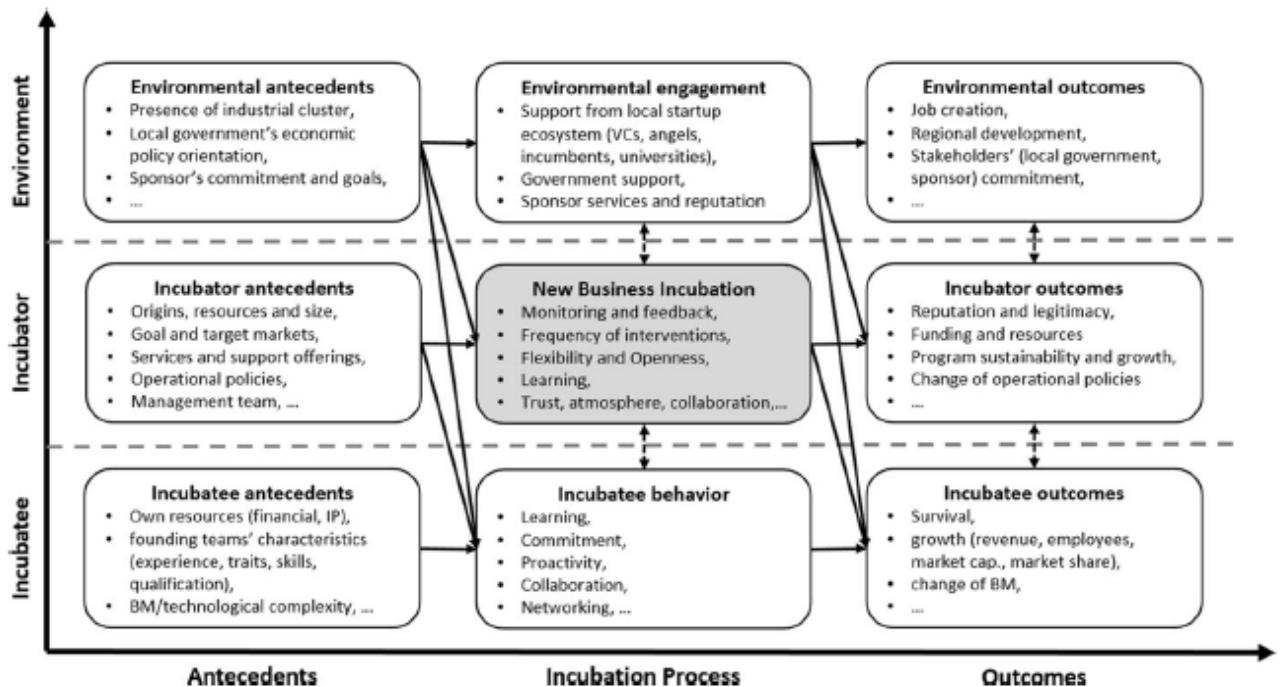 Environment
Environmental antecedents
• Presence of industrial cluster,
• Local government's economic
policy orientation,
• Sponsor's commitment and goals,
• ....
Environmental engagement
• Support from local startup
ecosystem (VCs, angels,
incumbents, universities),
• Government support,
• Sponsor services and reputation
Environmental outcomes
• Job creation,
• Regional development,
• Stakeholders' (local government,
sponsor) commitment,
• ....
Incubator
Incubator antecedents
• Origins, resources and size,
• Goal and target markets,
• Services and support offerings,
• Operational policies,
• Management team, ...
New Business Incubation
• Monitoring and feedback,
• Frequency of interventions,
• Flexibility and Openness,
• Learning,
• Trust, atmosphere, collaboration,...
Incubator outcomes
• Reputation and legitimacy,
• Funding and resources
• Program sustainability and growth,
• Change of operational policies
• ....
Incubatee
Incubatee antecedents
• Own resources (financial, IP),
• founding teams' characteristics
(experience, traits, skills,
qualification),
• BM/technological complexity, ...
Incubatee behavior
• Learning,
• Commitment,
• Proactivity,
• Collaboration,
• Networking, ...
Incubatee outcomes
• Survival,
• growth (revenue, employees,
market cap., market share),
• change of BM,
• ....
Antecedents
Incubation Process
Outcomes